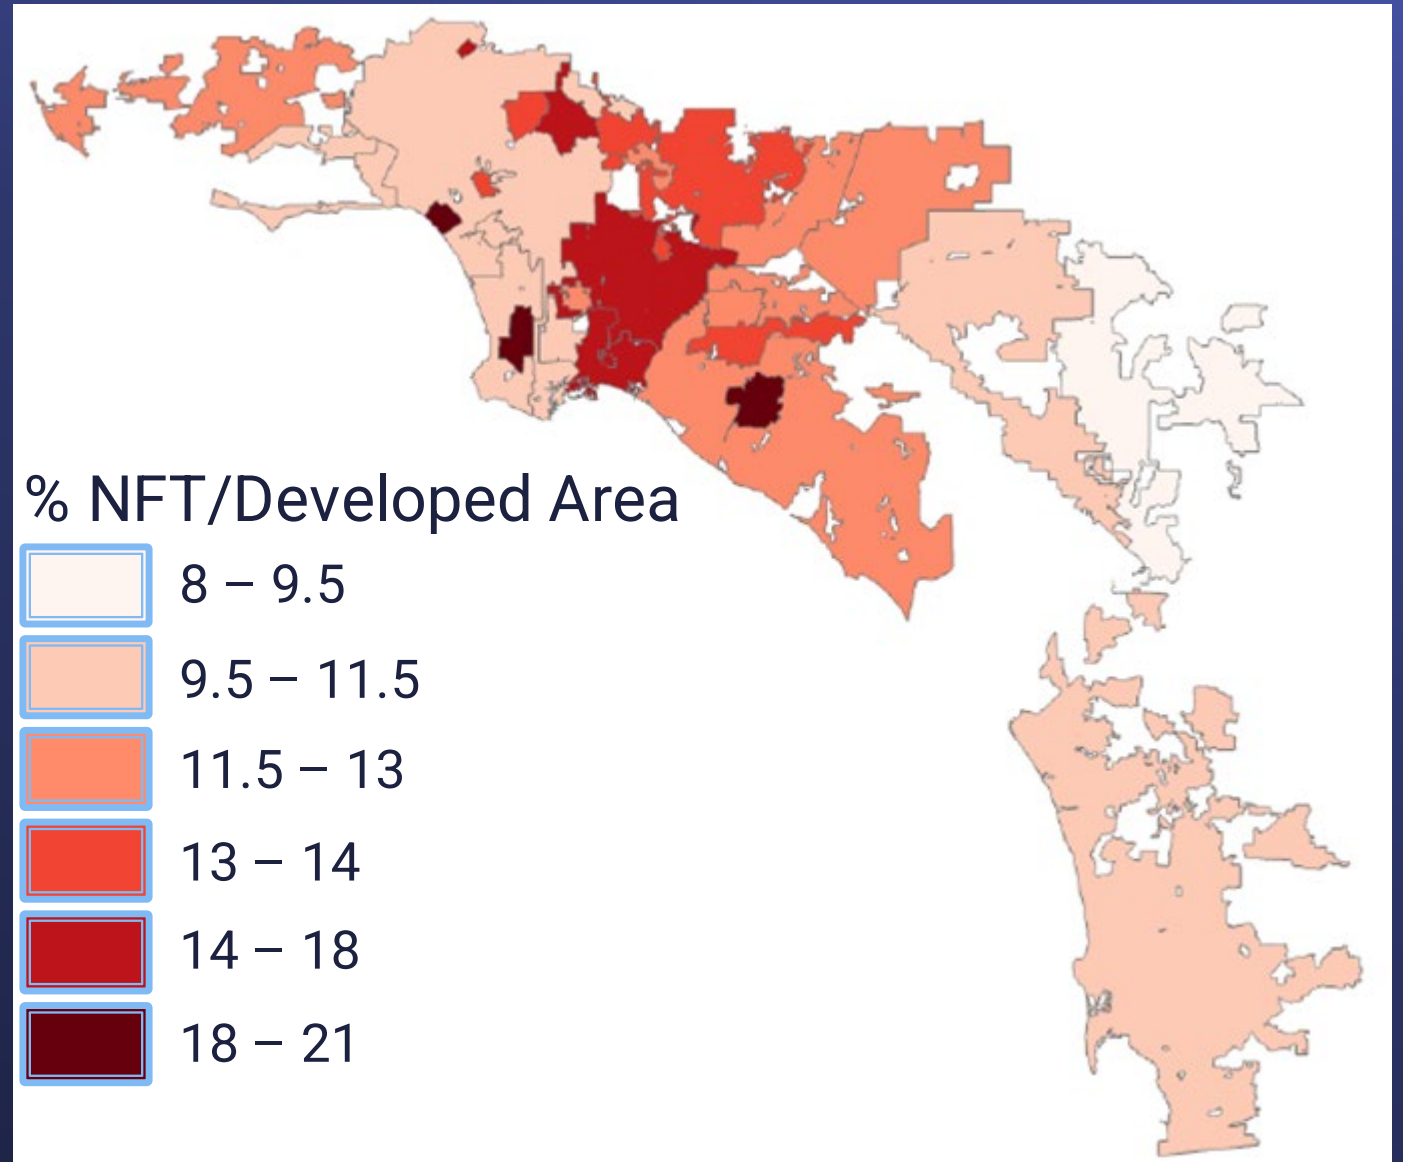 % NFT/Developed Area
8 – 9.5
9.5 – 11.5
11.5 – 13
13 – 14
14 – 18
18 – 21